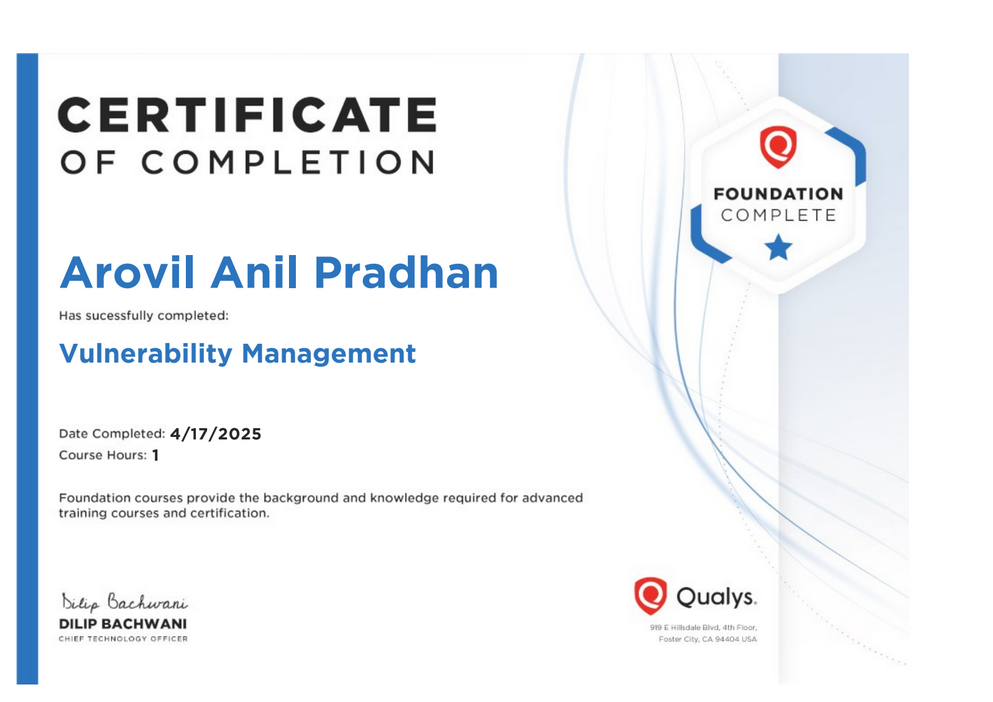 CERTIFICATE
OF COMPLETION
FOUNDATION
COMPLETE
Arovil Anil Pradhan
Has sucessfully completed:
Vulnerability Management
Date Completed: 4/17/2025
Course Hours: 1
Foundation courses provide the background and knowledge required for advanced
training courses and certification.
Dilip Bachwani
DILIP BACHWANI
CHIEF TECHNOLOGY OFFICER
Qualys.
919 E Hillsdale Blvd, 4th Floor,
Foster City, CA 94404 USA